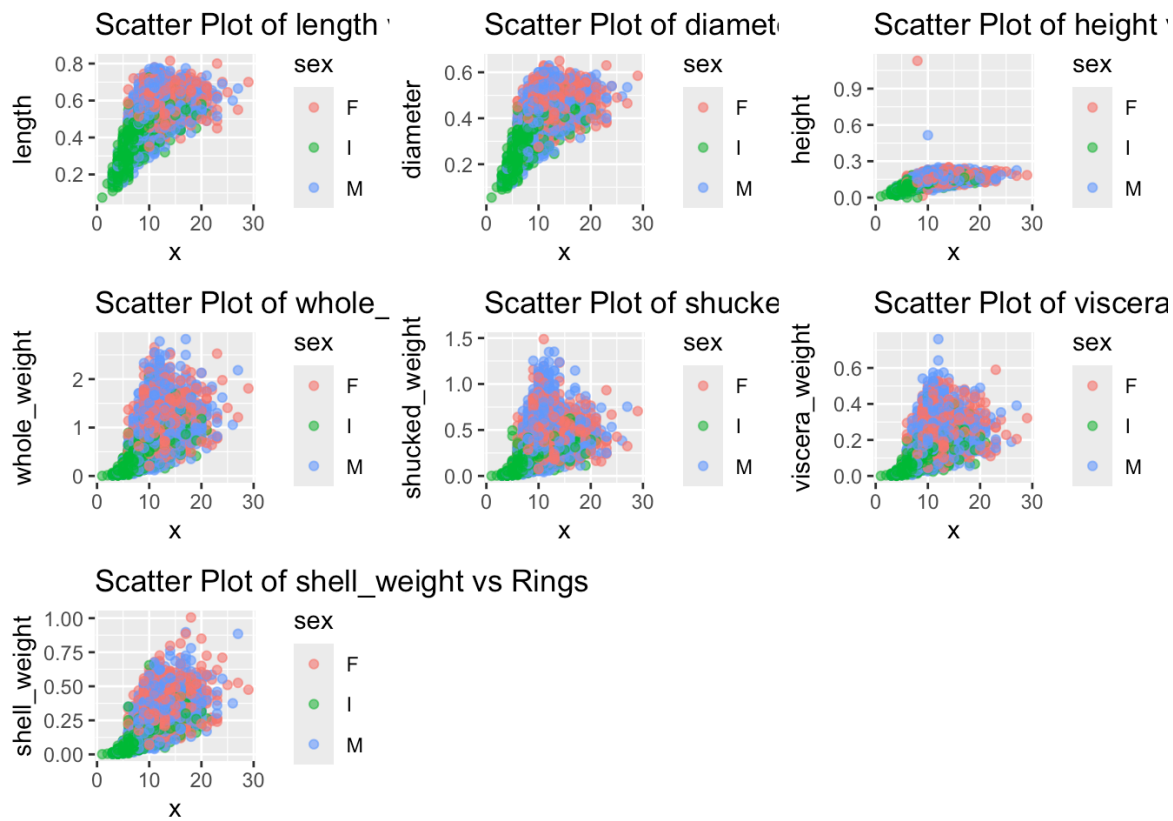 Scatter Plot of length
sex
0.8
0.6
0.4
0.2
length
F
I
M
0 10 20 30
x
Scatter Plot of diamete
sex
0.6
0.4
0.2
diameter
F
I
M
0 10 20 30
x
Scatter Plot of height v
sex
0.9
0.6
0.3
0.0
height
F
I
M
0 10 20 30
x
Scatter Plot of whole_
sex
2
1
0
whole_weight
F
I
M
0 10 20 30
x
Scatter Plot of shucke
sex
1.5
1.0
0.5
0.0
shucked_weight
F
I
M
0 10 20 30
x
Scatter Plot of viscera
sex
0.6
0.4
0.2
0.0
viscera_weight
F
I
M
0 10 20 30
x
Scatter Plot of shell_weight vs Rings
sex
1.00
0.75
0.50
0.25
0.00
shell_weight
F
I
M
0 10 20 30
x